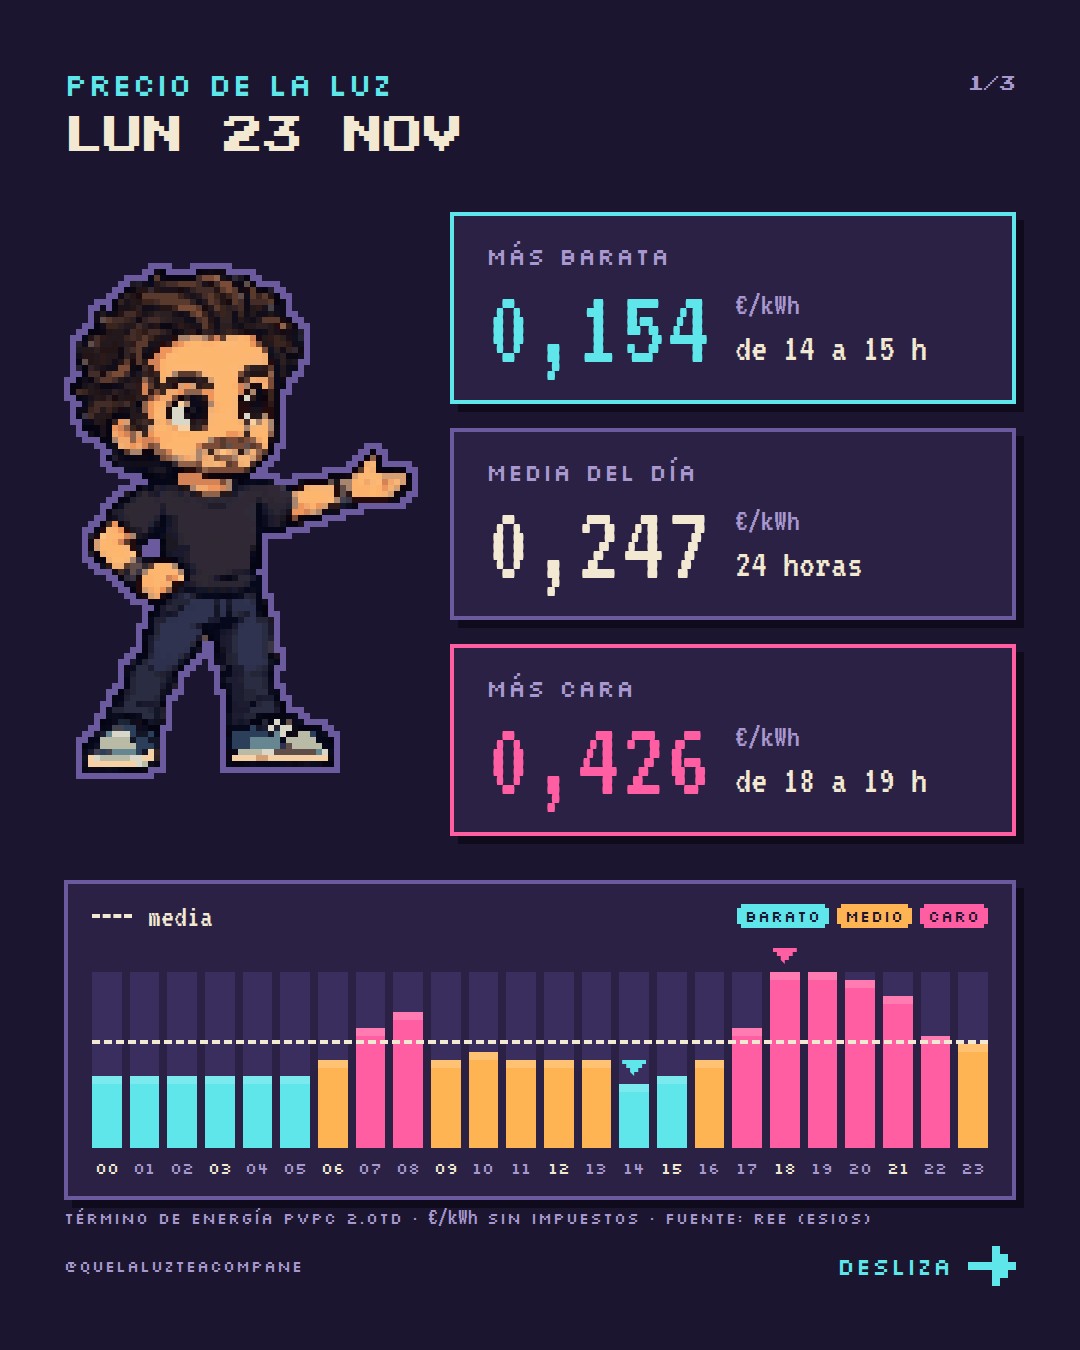 PRECIO DE LA LUZ
1/3
LUN 23 NOV
MÁS BARATA
0,154 €/kWh
de 14 a 15 h
MEDIA DEL DÍA
0,247 €/kWh
24 horas
MÁS CARA
0,426 €/kWh
de 18 a 19 h
---- media
BARATO MEDIO CARO
00 01 02 03 04 05 06 07 08 09 10 11 12 13 14 15 16 17 18 19 20 21 22 23
TÉRMINO DE ENERGÍA PVPC 2.0TD · €/kWh SIN IMPUESTOS · FUENTE: REE (ESIOS)
@QUELALUZTEACOMPANE
DESLIZA